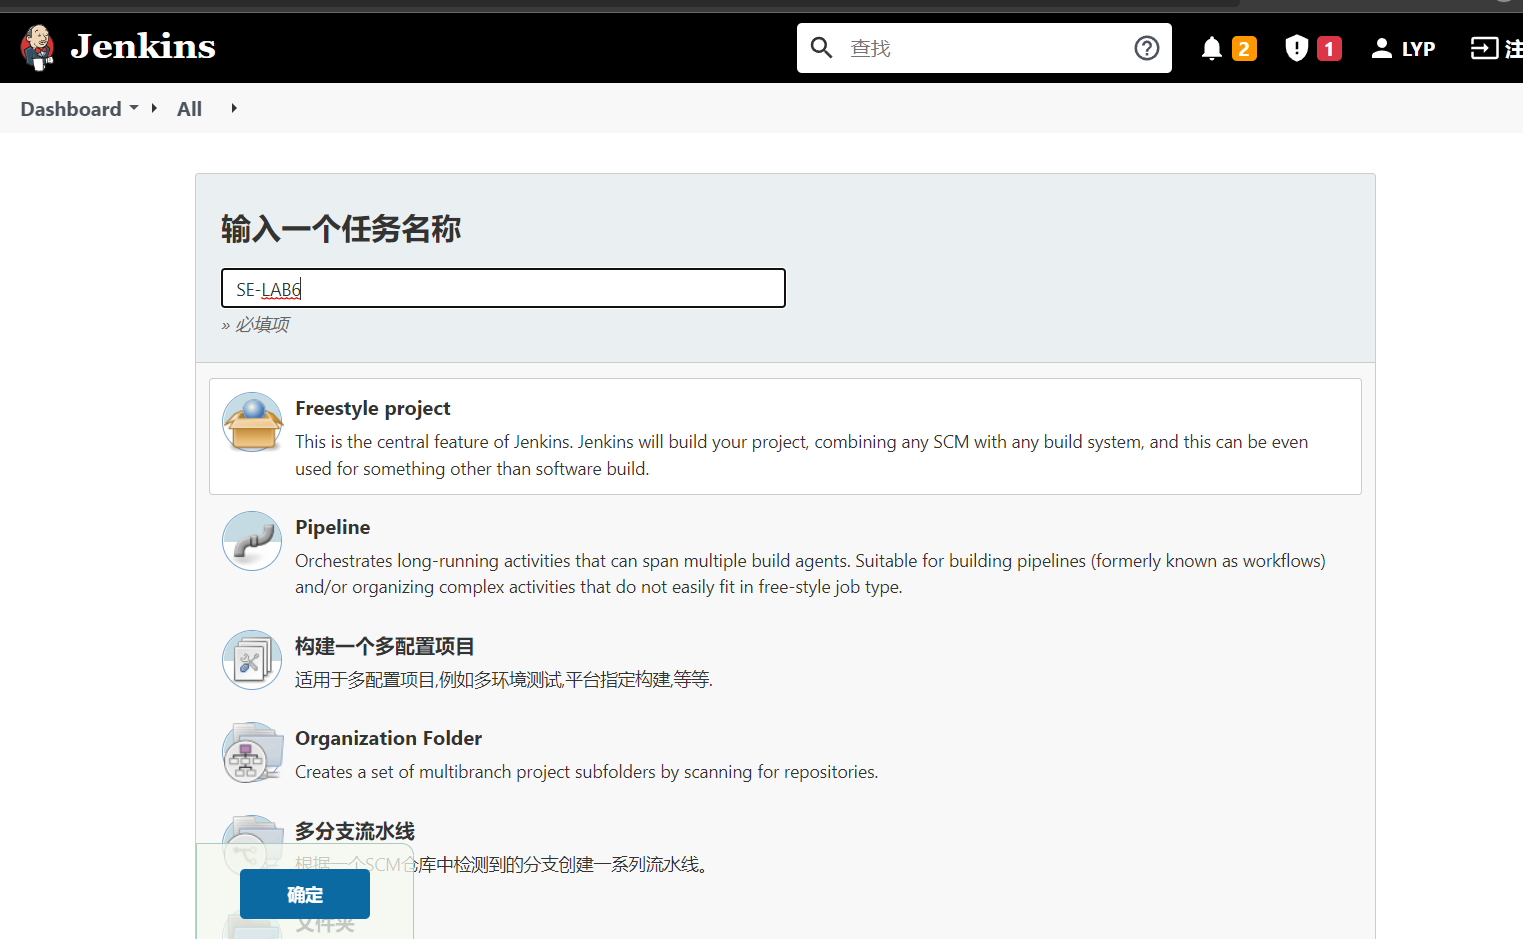 Jenkins
查找
2
1
LYP
注
Dashboard
All
输入一个任务名称
SE-LAB6
» 必填项
Freestyle project
This is the central feature of Jenkins. Jenkins will build your project, combining any SCM with any build system, and this can be even
used for something other than software build.
Pipeline
Orchestrates long-running activities that can span multiple build agents. Suitable for building pipelines (formerly known as workflows)
and/or organizing complex activities that do not easily fit in free-style job type.
构建一个多配置项目
适用于多配置项目,例如多环境测试,平台指定构建,等等.
Organization Folder
Creates a set of multibranch project subfolders by scanning for repositories.
多分支流水线
根据一个SCM仓库中检测到的分支创建一系列流水线。
确定
文件夹